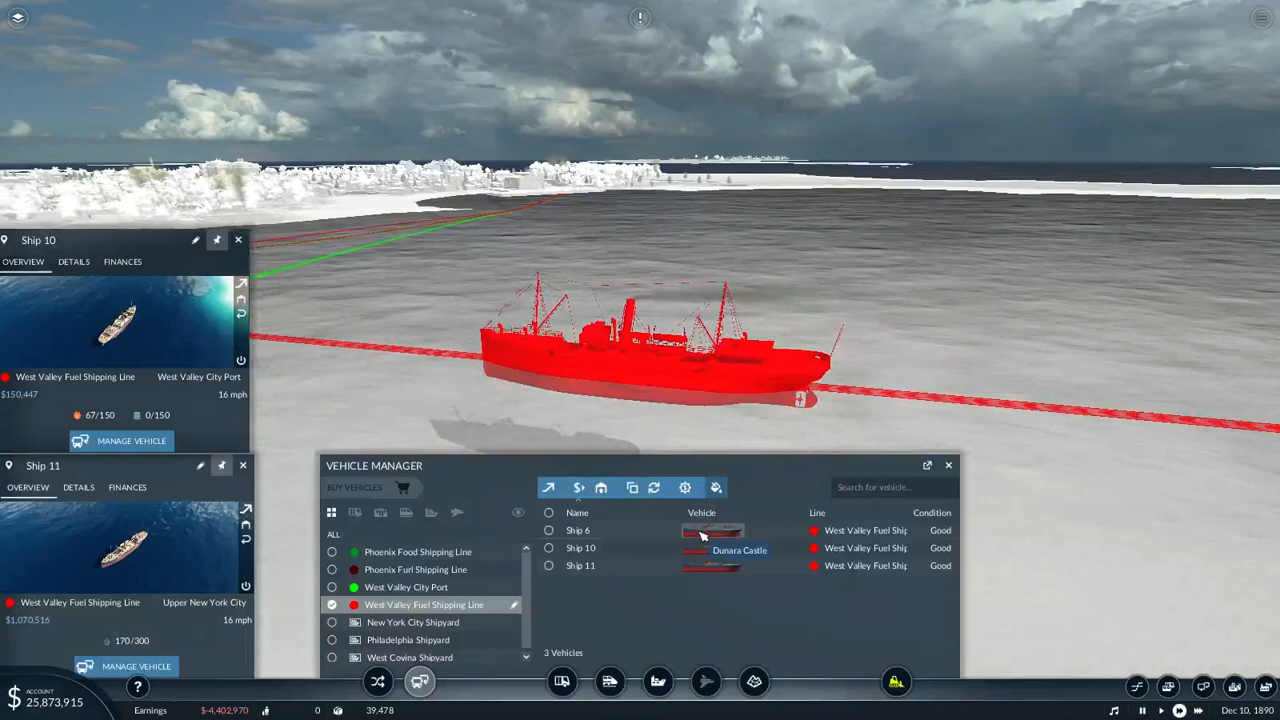 Ship 10
OVERVIEW DETAILS FINANCES
West Valley Fuel Shipping Line West Valley City Port
$150,447 16 mph
67/150 0/150
MANAGE VEHICLE
Ship 11
OVERVIEW DETAILS FINANCES
West Valley Fuel Shipping Line Upper New York City
$1,070,516 16 mph
170/300
MANAGE VEHICLE
VEHICLE MANAGER
BUY VEHICLES
Search for vehicle...
ALL
Phoenix Food Shipping Line
Phoenix Furl Shipping Line
West Valley City Port
West Valley Fuel Shipping Line
New York City Shipyard
Philadelphia Shipyard
West Covina Shipyard
Name Vehicle Line Condition
Ship 6 West Valley Fuel Ship Good
Ship 10 West Valley Fuel Ship Good
Ship 11 West Valley Fuel Ship Good
Dunara Castle
3 Vehicles
ACCOUNT
$ 25,873,915
?
Earnings $-4,402,970 0 39,478
Dec 10, 1890